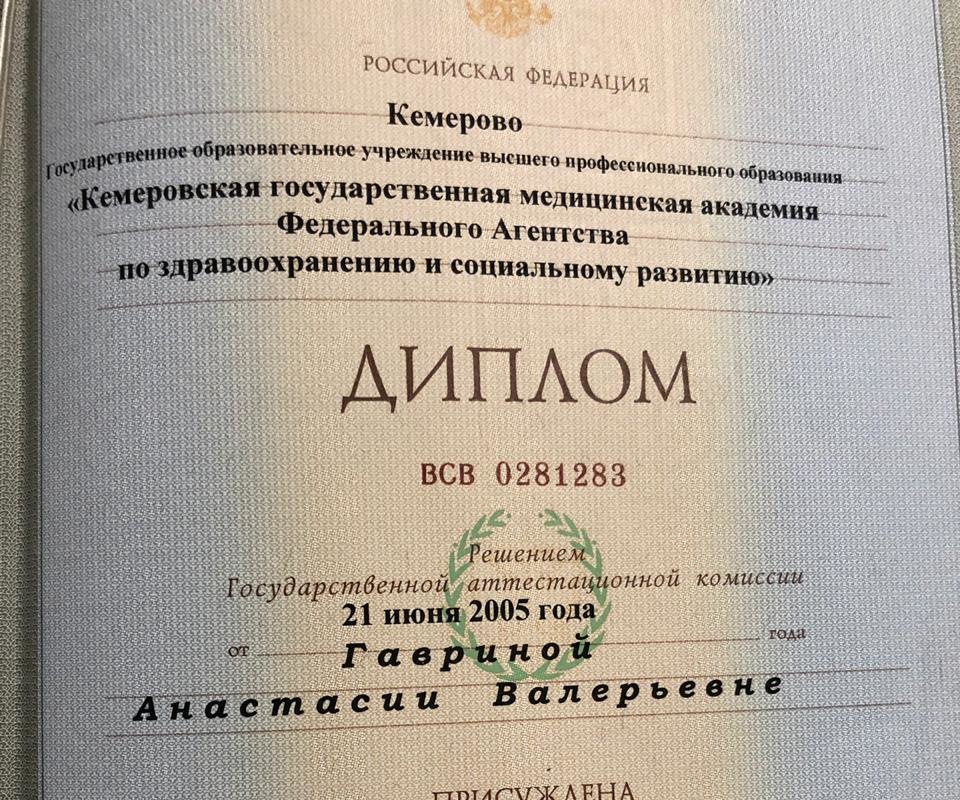 РОССИЙСКАЯ ФЕДЕРАЦИЯ
Кемерово
Государственное образовательное учреждение высшего профессионального образования
«Кемеровская государственная медицинская академия
Федерального Агентства
по здравоохранению и социальному развитию»
ДИПЛОМ
ВСВ 0281283
Решением
Государственной аттестационной комиссии
21 июня 2005 года
от года
Гавриной
Анастасии Валерьевне
ПРИСУЖДЕНА